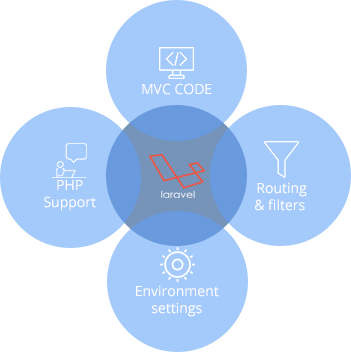 MVC CODE
PHP
Support
laravel
Routing
& filters
Environment
settings